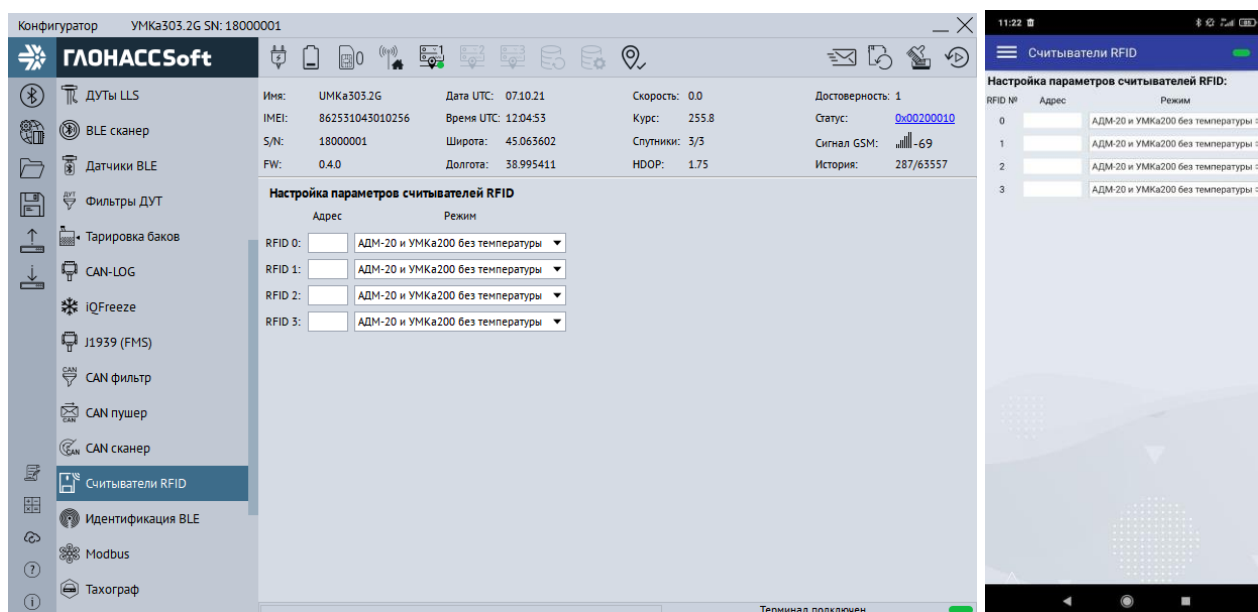 Конфигуратор УМКа303.2G SN: 18000001
ГЛОНАССSoft
0
ДУТы LLS
BLE сканер
Датчики BLE
Фильтры ДУТ
Тарировка баков
CAN-LOG
iQFreeze
J1939 (FMS)
CAN фильтр
CAN пушер
CAN сканер
Считыватели RFID
Идентификация BLE
Modbus
Тахограф
Имя: УМКа303.2G Дата UTC: 07.10.21 Скорость: 0.0 Достоверность: 1
IMEI: 862531043010256 Время UTC: 12:04:53 Курс: 255.8 Статус: 0x00200010
S/N: 18000001 Широта: 45.063602 Спутники: 3/3 Сигнал GSM: -69
FW: 0.4.0 Долгота: 38.995411 HDOP: 1.75 История: 287/63557
Настройка параметров считывателей RFID
Адрес Режим
RFID 0: АДМ-20 и УМКа200 без температуры
RFID 1: АДМ-20 и УМКа200 без температуры
RFID 2: АДМ-20 и УМКа200 без температуры
RFID 3: АДМ-20 и УМКа200 без температуры
Терминал подключен
11:22
Считыватели RFID
Настройка параметров считывателей RFID:
RFID № Адрес Режим
0 АДМ-20 и УМКа200 без температуры
1 АДМ-20 и УМКа200 без температуры
2 АДМ-20 и УМКа200 без температуры
3 АДМ-20 и УМКа200 без температуры